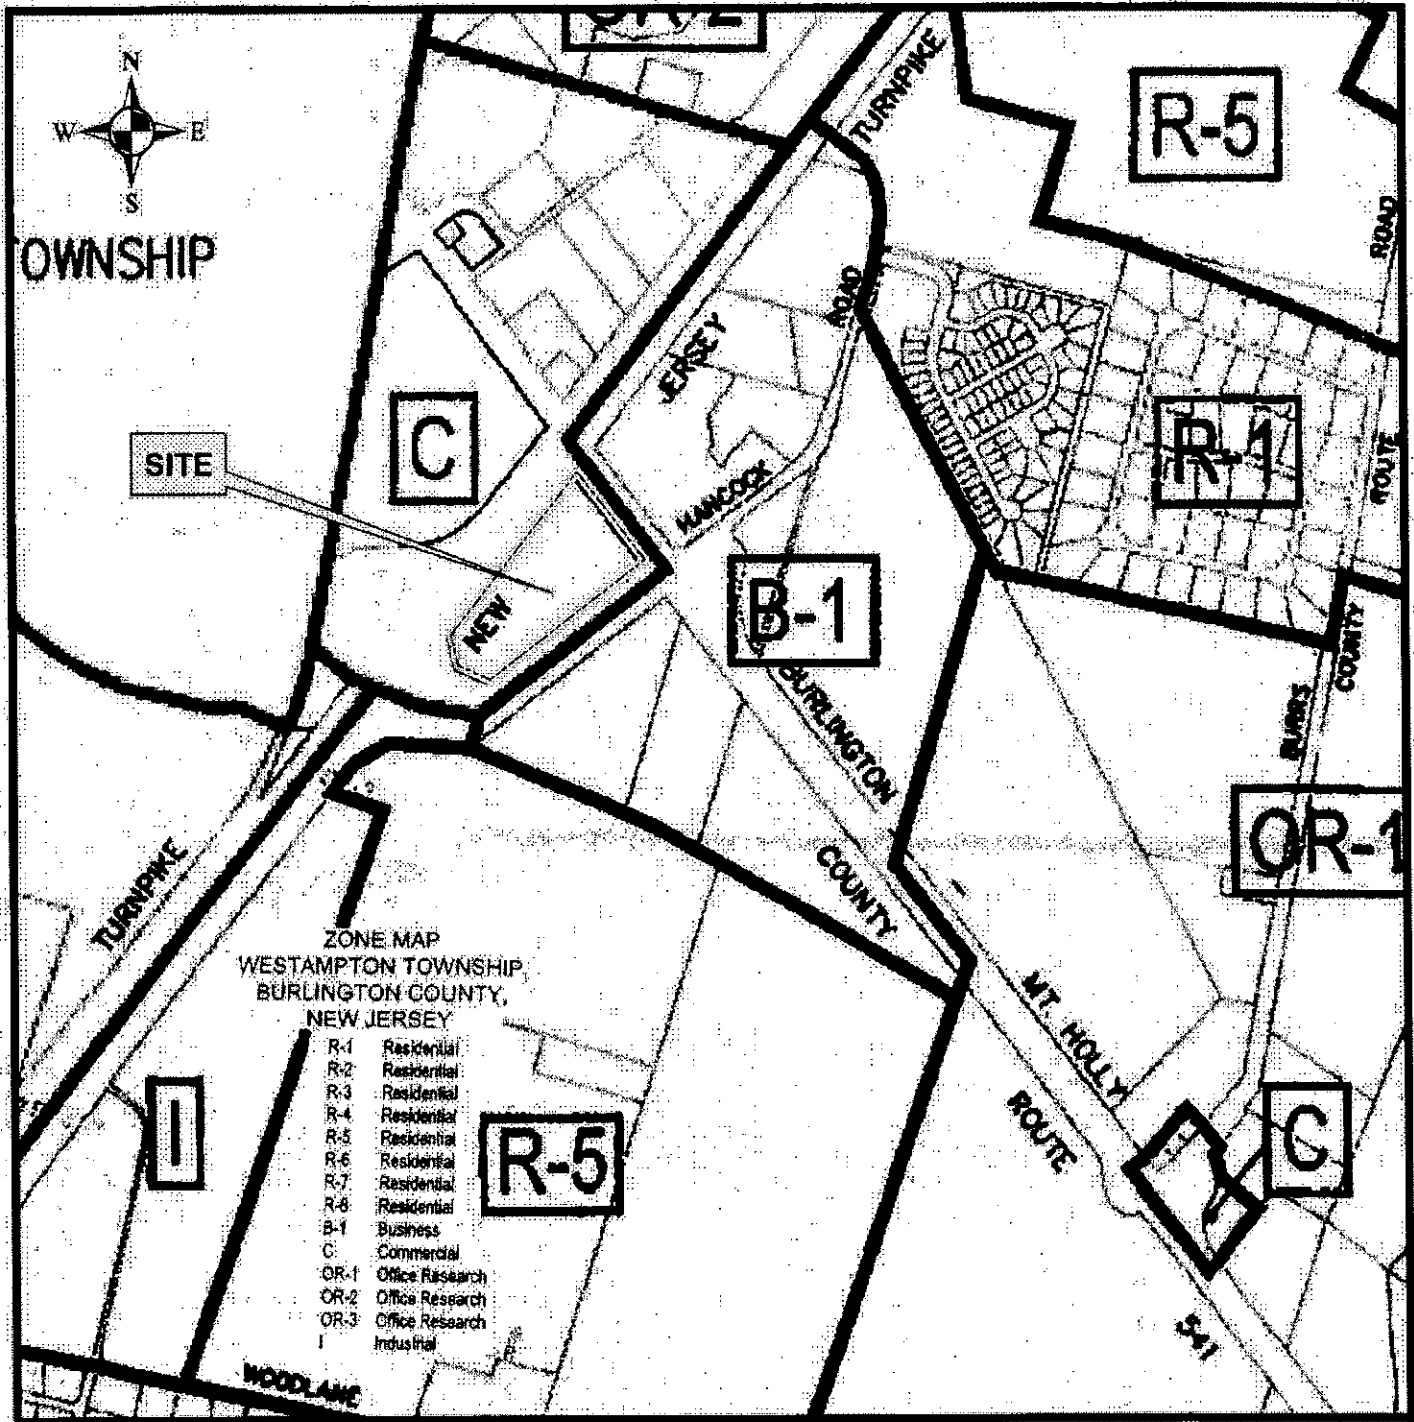 TURNPIKE
N
W E
S
R-5
ROAD
OWNSHIP
ROAD
JERSEY
C
SITE
R-1
ROUTE
HANCOCK
B-1
NEW
COUNTY
BURLINGTON
BURRS
OR-1
TURNPIKE
COUNTY
ZONE MAP
WESTAMPTON TOWNSHIP,
BURLINGTON COUNTY,
NEW JERSEY
R-1 Residential
R-2 Residential
R-3 Residential
R-4 Residential
R-5 Residential
R-6 Residential
R-7 Residential
R-8 Residential
B-1 Business
C Commercial
OR-1 Office Research
OR-2 Office Research
OR-3 Office Research
I Industrial
MT. HOLLY
ROUTE
I
R-5
C
541
WOODLANE